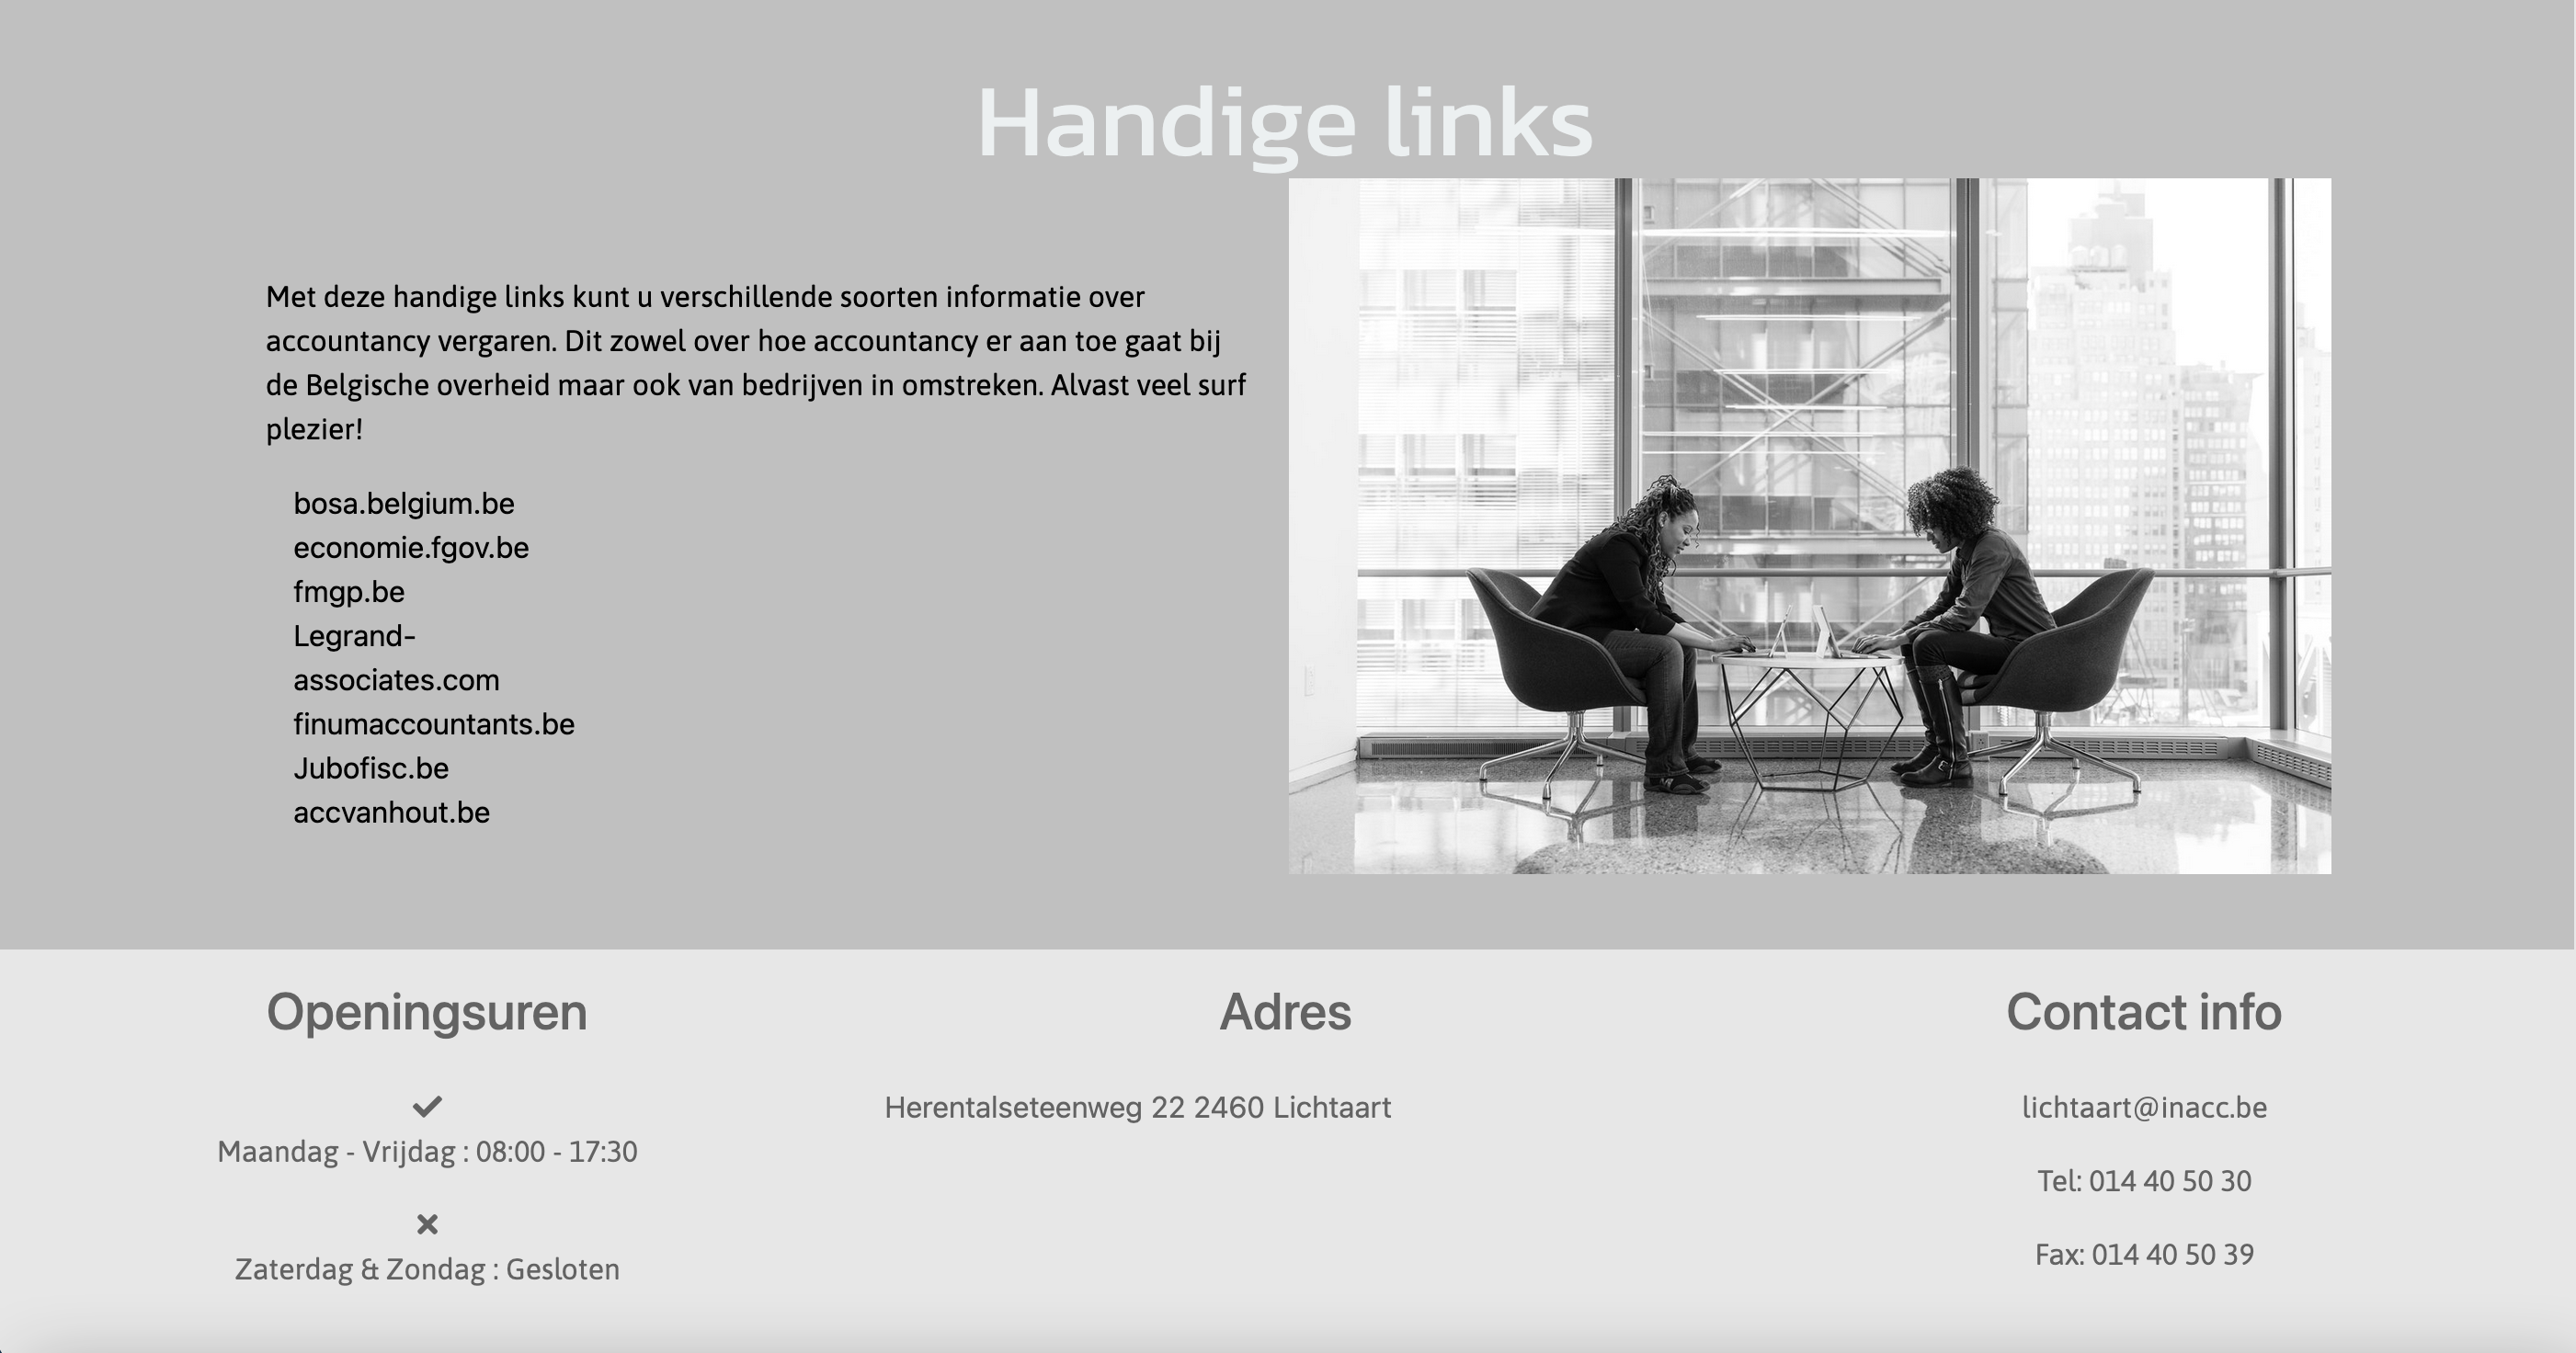 Handige links
Met deze handige links kunt u verschillende soorten informatie over
accountancy vergaren. Dit zowel over hoe accountancy er aan toe gaat bij
de Belgische overheid maar ook van bedrijven in omstreken. Alvast veel surf
plezier!
bosa.belgium.be
economie.fgov.be
fmgp.be
Legrand-
associates.com
finumaccountants.be
Jubofisc.be
accvanhout.be
Openingsuren
Maandag - Vrijdag : 08:00 - 17:30
Zaterdag & Zondag : Gesloten
Adres
Herentalseteenweg 22 2460 Lichtaart
Contact info
lichtaart@inacc.be
Tel: 014 40 50 30
Fax: 014 40 50 39